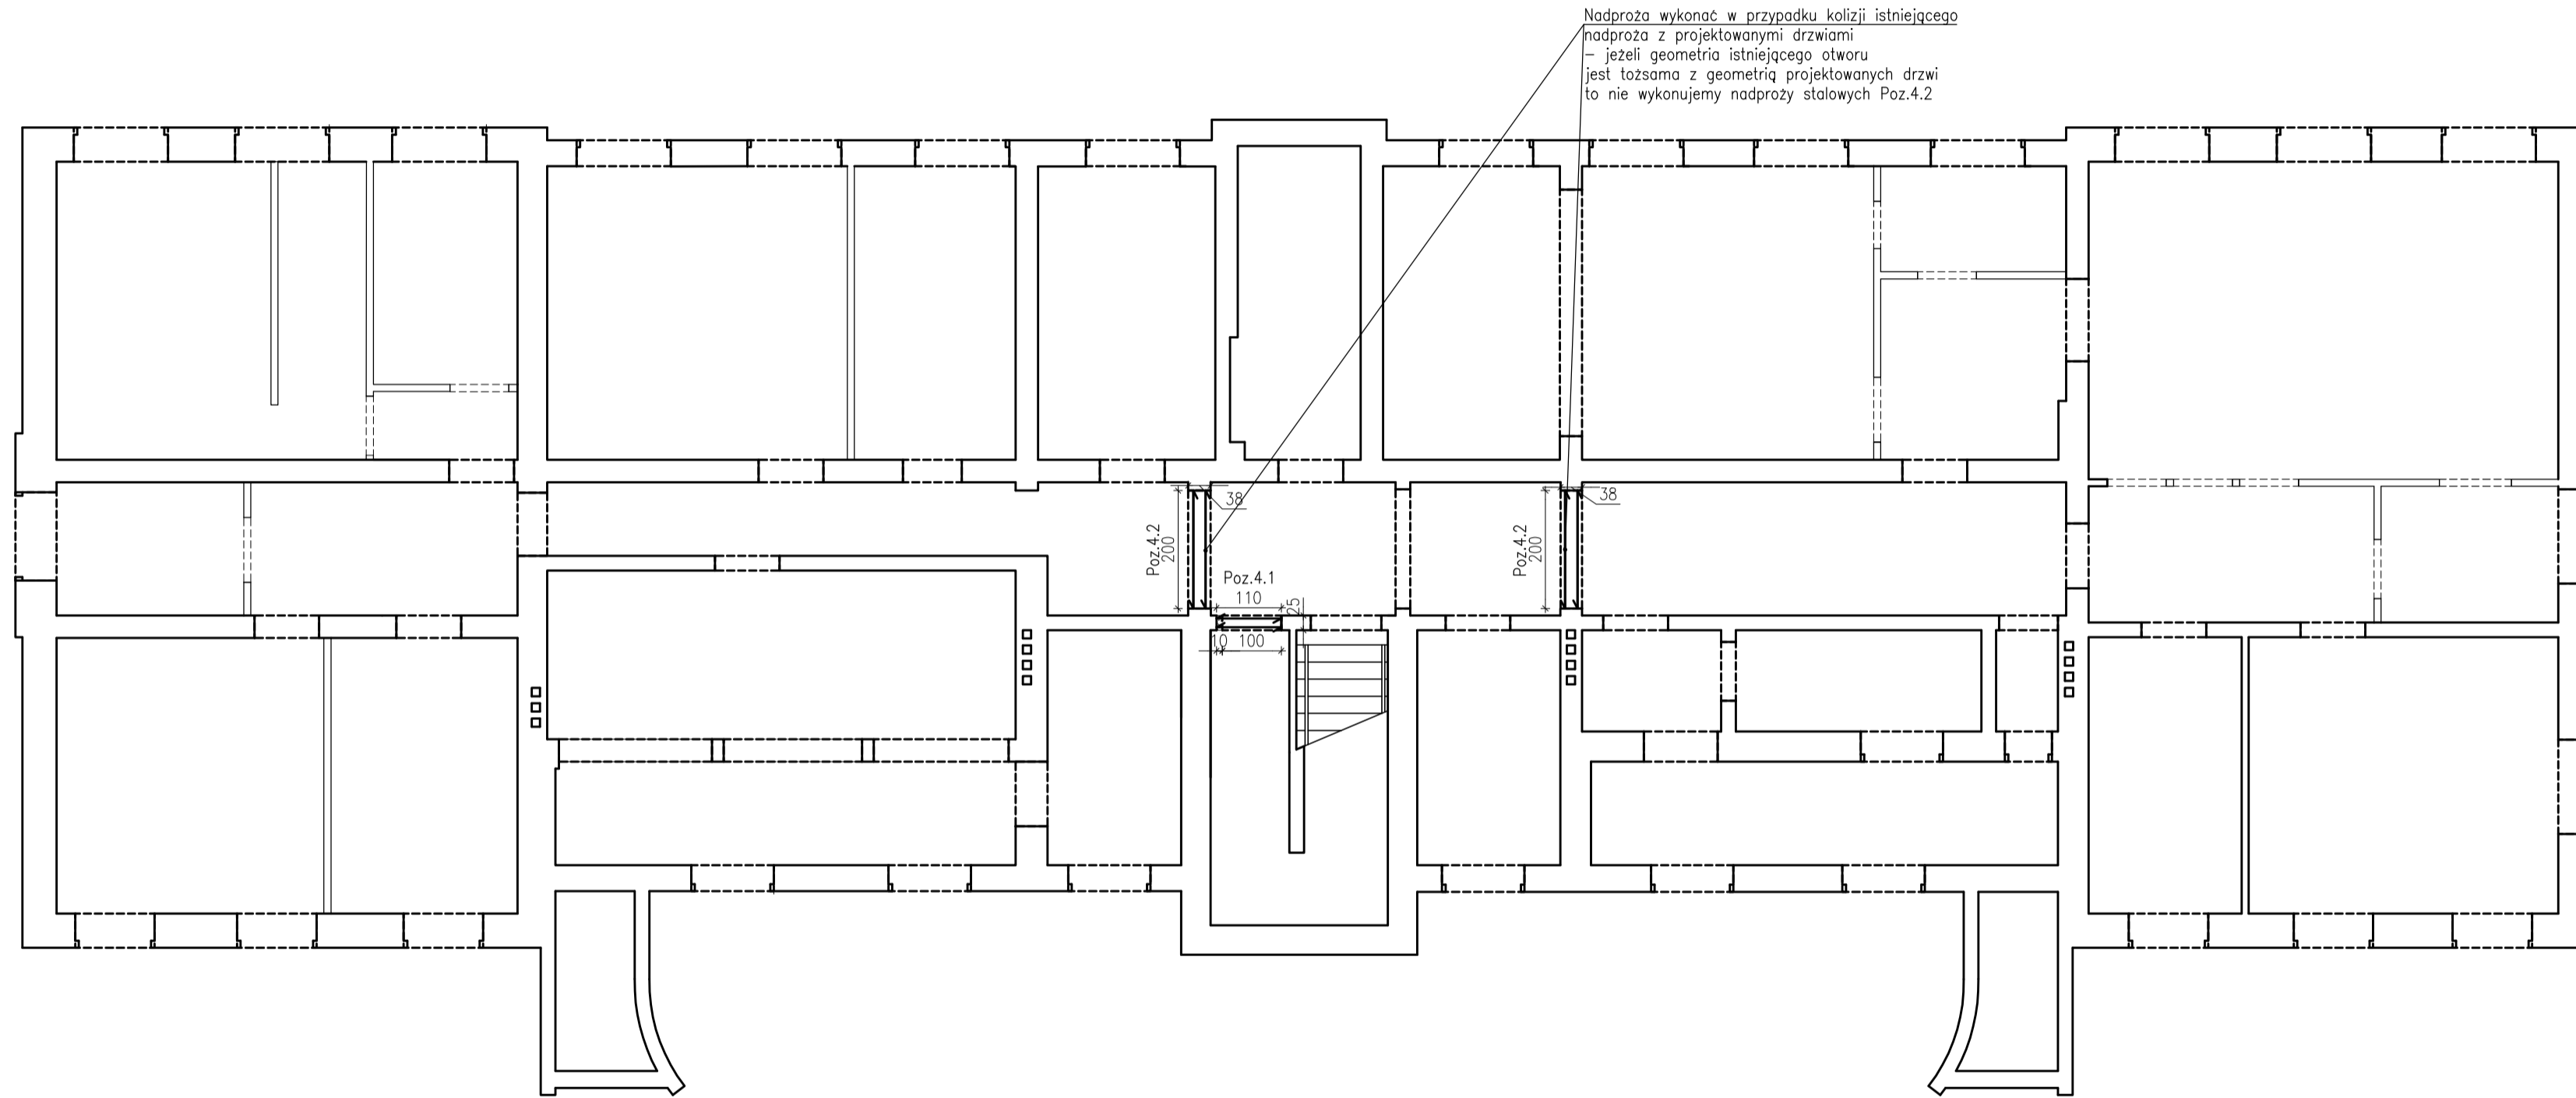 Nadproża wykonać w przypadku kolizji istniejącego
nadproża z projektowanymi drzwiami
– jeżeli geometria istniejącego otworu
jest tożsama z geometrią projektowanych drzwi
to nie wykonujemy nadproży stalowych Poz.4.2
38
38
Poz.4.2
200
Poz.4.2
200
Poz.4.1
110
25
10 100